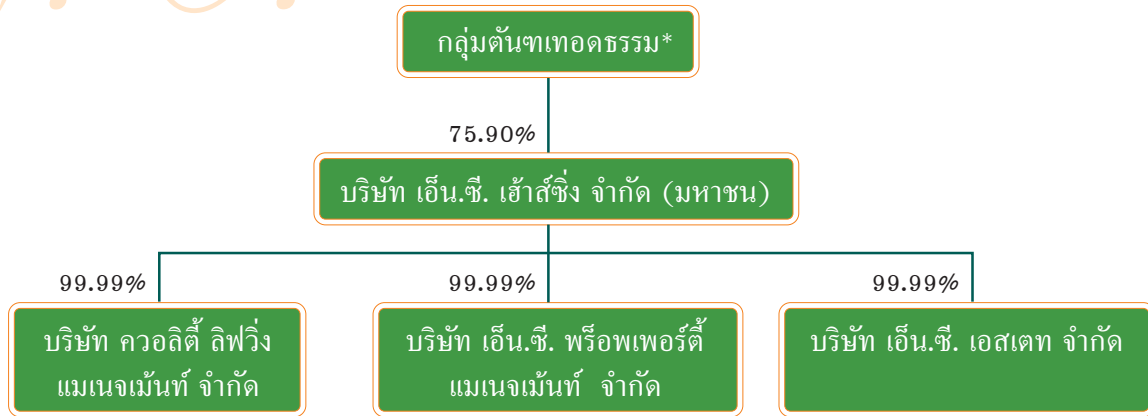 กลุ่มตันฑเทอดธรรม*
75.90%
บริษัท เอ็น.ซี. เฮ้าส์ซิ่ง จำกัด (มหาชน)
99.99%
99.99%
99.99%
บริษัท ควอลิตี้ ลิฟวิ่ง
แมเนจเม้นท์ จำกัด
บริษัท เอ็น.ซี. พร็อพเพอร์ตี้
แมเนจเม้นท์ จำกัด
บริษัท เอ็น.ซี. เอสเตท จำกัด